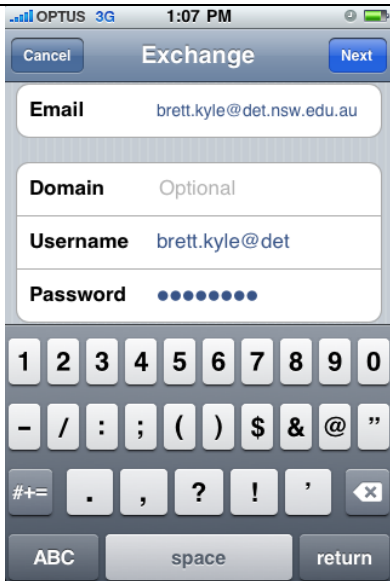 OPTUS 3G 1:07 PM
Cancel Exchange Next
Email brett.kyle@det.nsw.edu.au
Domain Optional
Username brett.kyle@det
Password ●●●●●●●●
1 2 3 4 5 6 7 8 9 0
- / : ; ( ) $ & @ ”
#+= . , ? ! ’
ABC space return